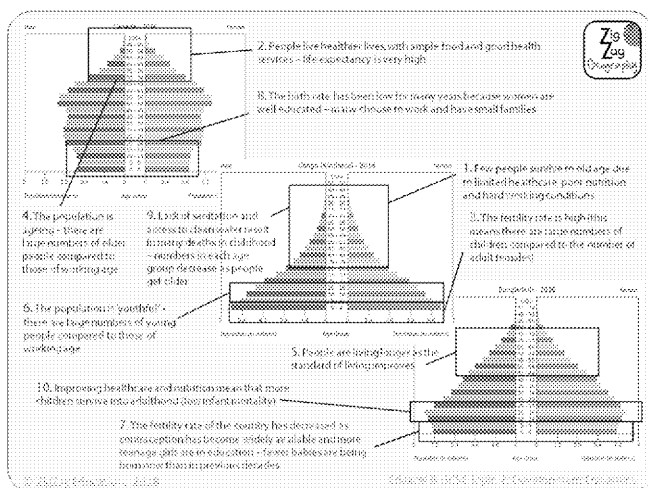 Zig
Zag
2. People live healthier lives, with ample food and good health
services – life expectancy is very high
8. The birth rate has been low for many years because women are
well educated – many choose to work and have small families
1. Few people survive to old age due
to limited healthcare, poor nutrition
and hard working conditions
3. The fertility rate is high (this
means there are large numbers of
children compared to the number of
adult females)
4. The population is
ageing – there are
large numbers of older
people compared to
those of working age
9. Lack of sanitation and
access to clean water result
in many deaths in childhood
– numbers in each age
group decrease as people
get older
6. The population is 'youthful' –
there are large numbers of young
people compared to those of
working age
5. People are living longer as the
standard of living improves
10. Improving healthcare and nutrition mean that more
children survive into adulthood (low infant mortality)
7. The fertility rate of the country has decreased as
contraception has become widely available and more
teenage girls are in education – fewer babies are being
born now than in previous decades